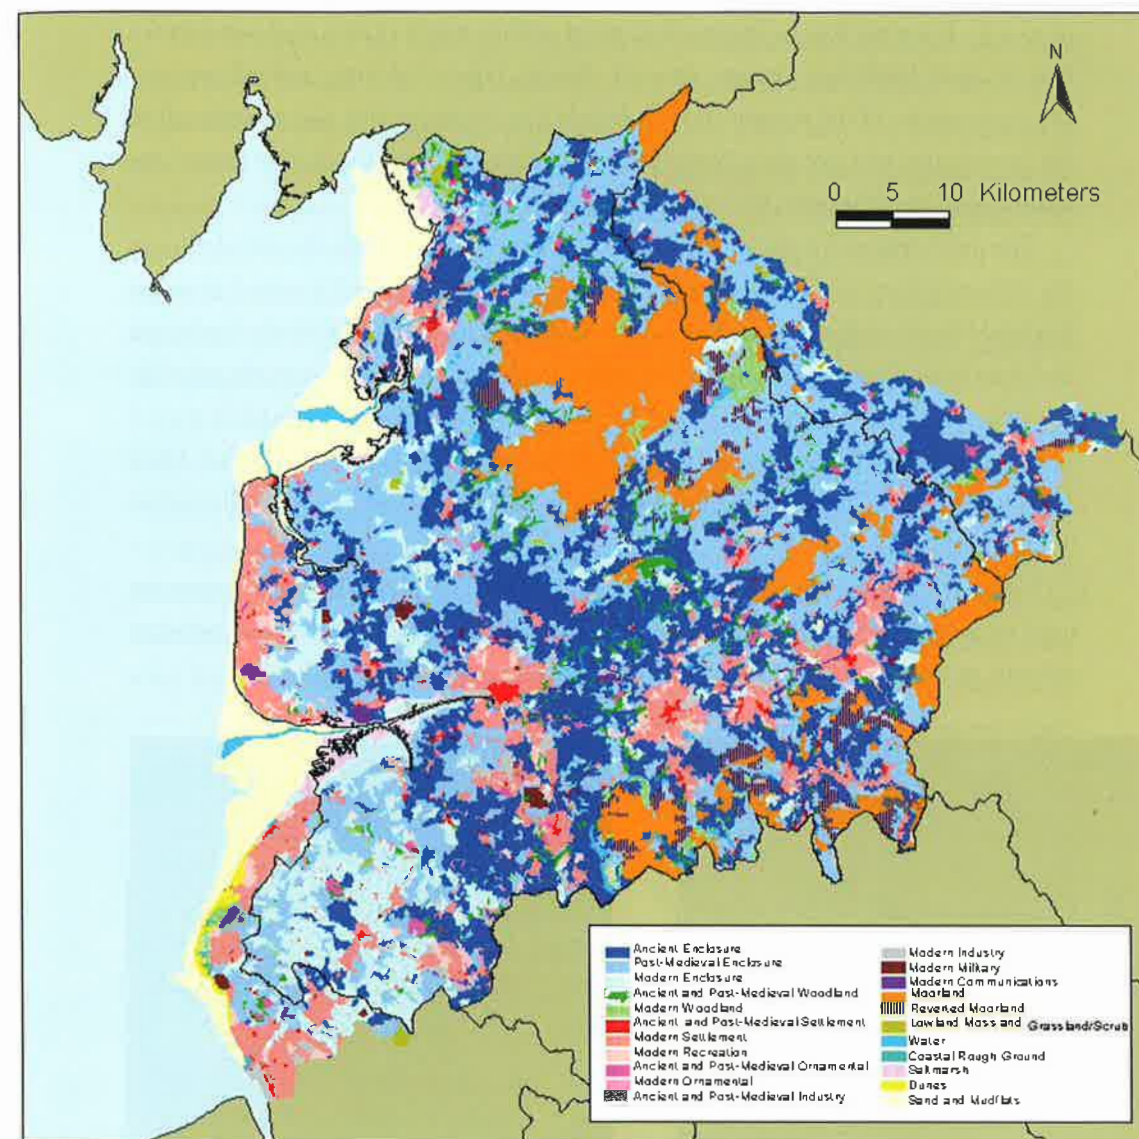 N
0 5 10 Kilometers
Ancient Enclosure
Post-Medieval Enclosure
Modern Enclosure
Ancient and Post-Medieval Woodland
Modern Woodland
Ancient and Post-Medieval Settlement
Modern Settlement
Modern Recreation
Ancient and Post-Medieval Ornamental
Modern Ornamental
Ancient and Post-Medieval Industry
Modern Industry
Modern Military
Modern Communications
Moorland
Reverted Moorland
Lowland Moss and Grassland/Scrub
Water
Coastal Rough Ground
Saltmarsh
Dunes
Sand and Mudflats